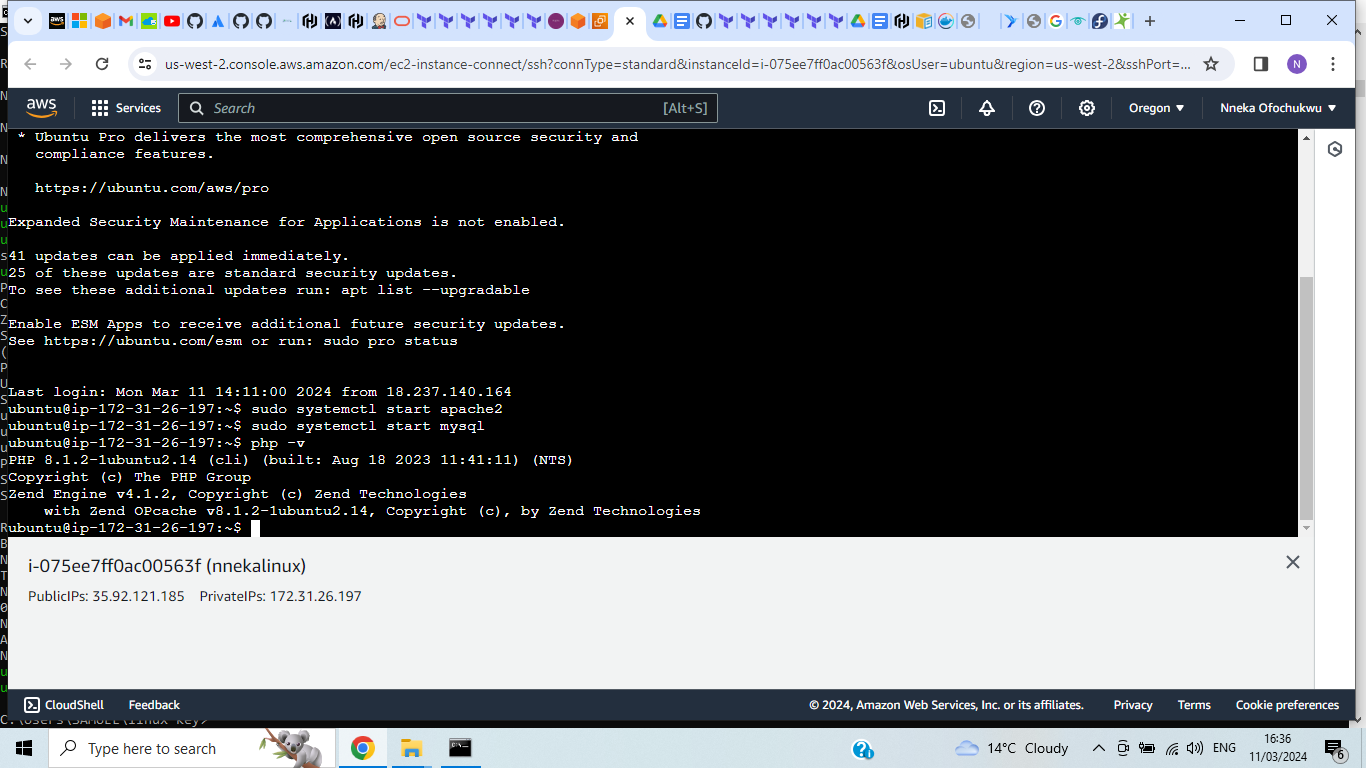 us-west-2.console.aws.amazon.com/ec2-instance-connect/ssh?connType=standard&instanceId=i-075ee7ff0ac00563f&osUser=ubuntu&region=us-west-2&sshPort=...
N
aws
Services
Search
[Alt+S]
Oregon
Nneka Ofochukwu
* Ubuntu Pro delivers the most comprehensive open source security and
compliance features.
https://ubuntu.com/aws/pro
Expanded Security Maintenance for Applications is not enabled.
41 updates can be applied immediately.
25 of these updates are standard security updates.
To see these additional updates run: apt list --upgradable
Enable ESM Apps to receive additional future security updates.
See https://ubuntu.com/esm or run: sudo pro status
Last login: Mon Mar 11 14:11:00 2024 from 18.237.140.164
ubuntu@ip-172-31-26-197:~$ sudo systemctl start apache2
ubuntu@ip-172-31-26-197:~$ sudo systemctl start mysql
ubuntu@ip-172-31-26-197:~$ php -v
PHP 8.1.2-1ubuntu2.14 (cli) (built: Aug 18 2023 11:41:11) (NTS)
Copyright (c) The PHP Group
Zend Engine v4.1.2, Copyright (c) Zend Technologies
with Zend OPcache v8.1.2-1ubuntu2.14, Copyright (c), by Zend Technologies
ubuntu@ip-172-31-26-197:~$
i-075ee7ff0ac00563f (nnekalinux)
PublicIPs: 35.92.121.185 PrivateIPs: 172.31.26.197
CloudShell
Feedback
© 2024, Amazon Web Services, Inc. or its affiliates.
Privacy
Terms
Cookie preferences
Type here to search
14°C Cloudy
ENG
16:36
11/03/2024
6